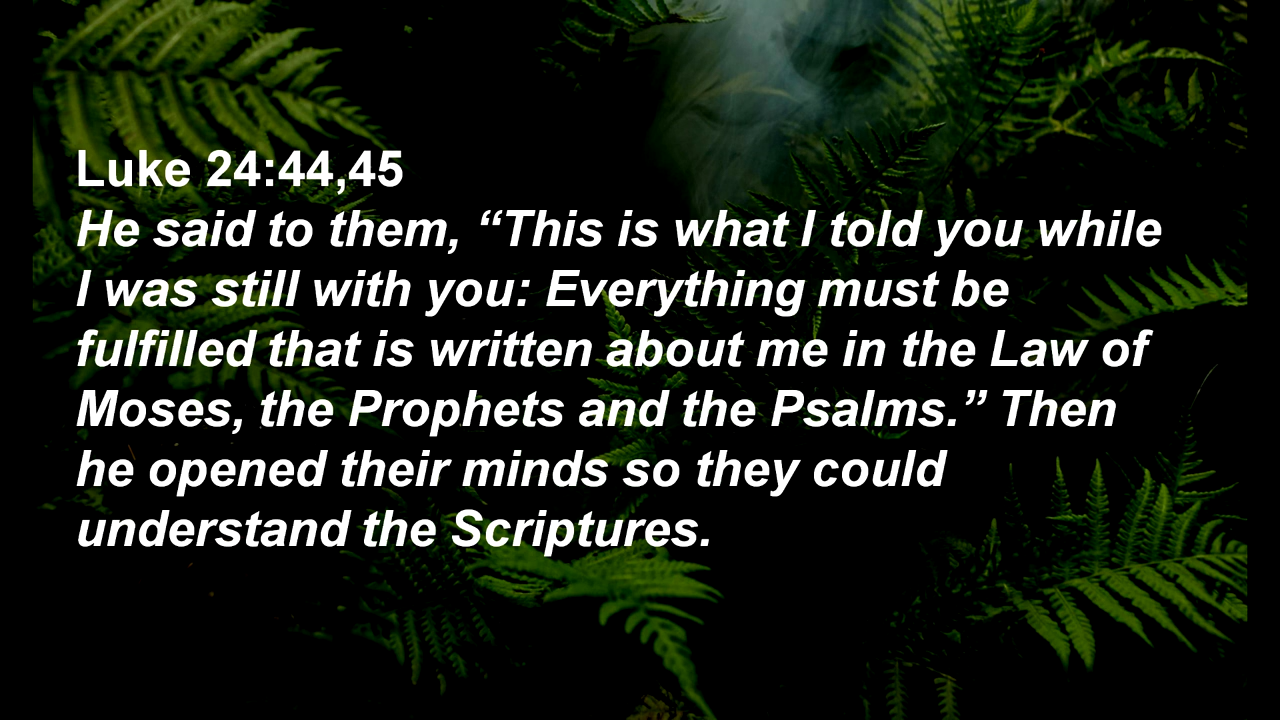 Luke 24:44,45
He said to them, “This is what I told you while
I was still with you: Everything must be
fulfilled that is written about me in the Law of
Moses, the Prophets and the Psalms.” Then
he opened their minds so they could
understand the Scriptures.